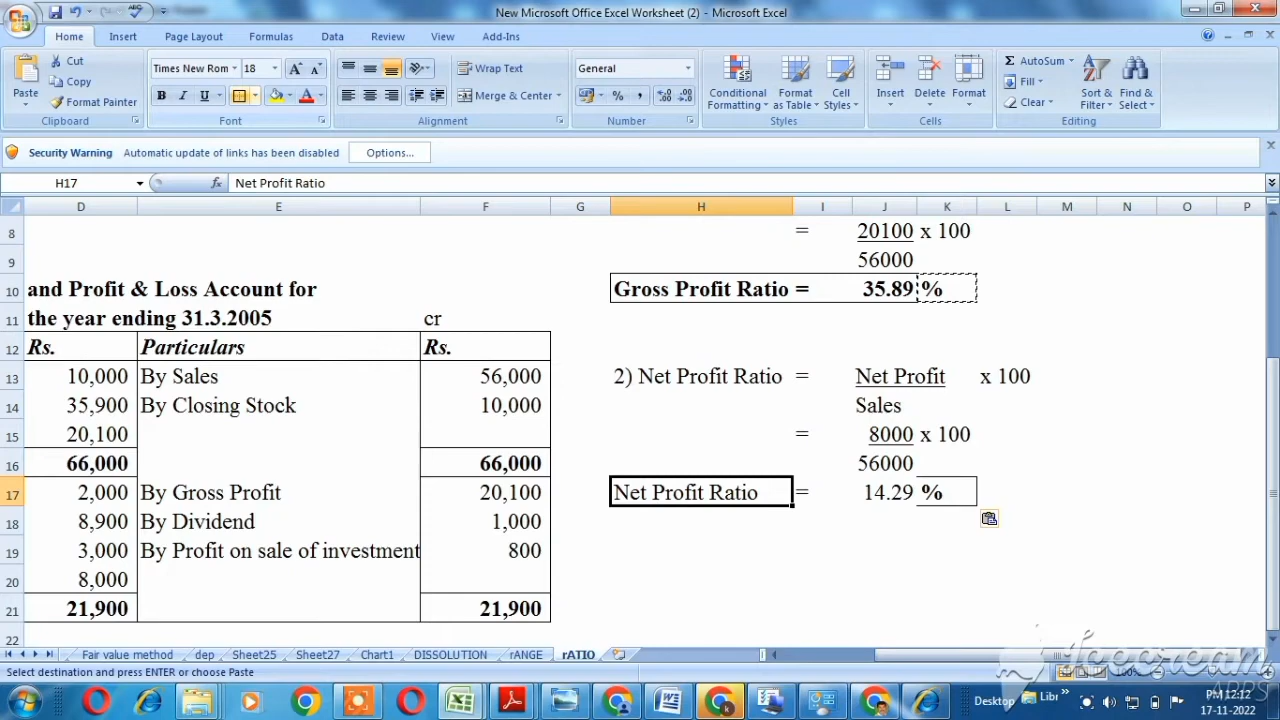 New Microsoft Office Excel Worksheet (2) - Microsoft Excel
Home Insert Page Layout Formulas Data Review View Add-Ins
Paste
Cut
Copy
Format Painter
Clipboard
Times New Rom 18
B I U
Font
Wrap Text
Merge & Center
Alignment
General
Number
Conditional Formatting
Format as Table
Cell Styles
Styles
Insert Delete Format
Cells
AutoSum
Fill
Clear
Sort & Filter
Find & Select
Editing
Security Warning Automatic update of links has been disabled Options...
H17 fx Net Profit Ratio
D E F G H I J K L M N O P
8 = 20100 x 100
9 56000
10 and Profit & Loss Account for Gross Profit Ratio = 35.89 %
11 the year ending 31.3.2005 cr
12 Rs. Particulars Rs.
13 10,000 By Sales 56,000 2) Net Profit Ratio = Net Profit x 100
14 35,900 By Closing Stock 10,000 Sales
15 20,100 = 8000 x 100
16 66,000 66,000 56000
17 2,000 By Gross Profit 20,100 Net Profit Ratio = 14.29 %
18 8,900 By Dividend 1,000
19 3,000 By Profit on sale of investment 800
20 8,000
21 21,900 21,900
22
Fair value method dep Sheet25 Sheet27 Chart1 DISSOLUTION rANGE rATIO
Select destination and press ENTER or choose Paste 100%
Icecream APPS
Desktop Libr PM 12:12
17-11-2022